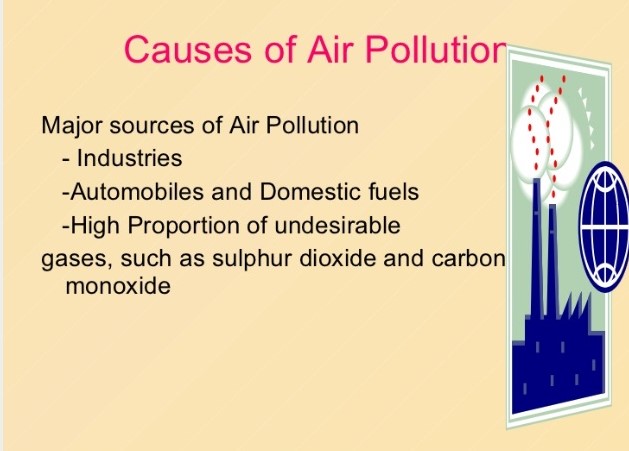 Causes of Air Pollution
Major sources of Air Pollution
- Industries
-Automobiles and Domestic fuels
-High Proportion of undesirable
gases, such as sulphur dioxide and carbon
monoxide